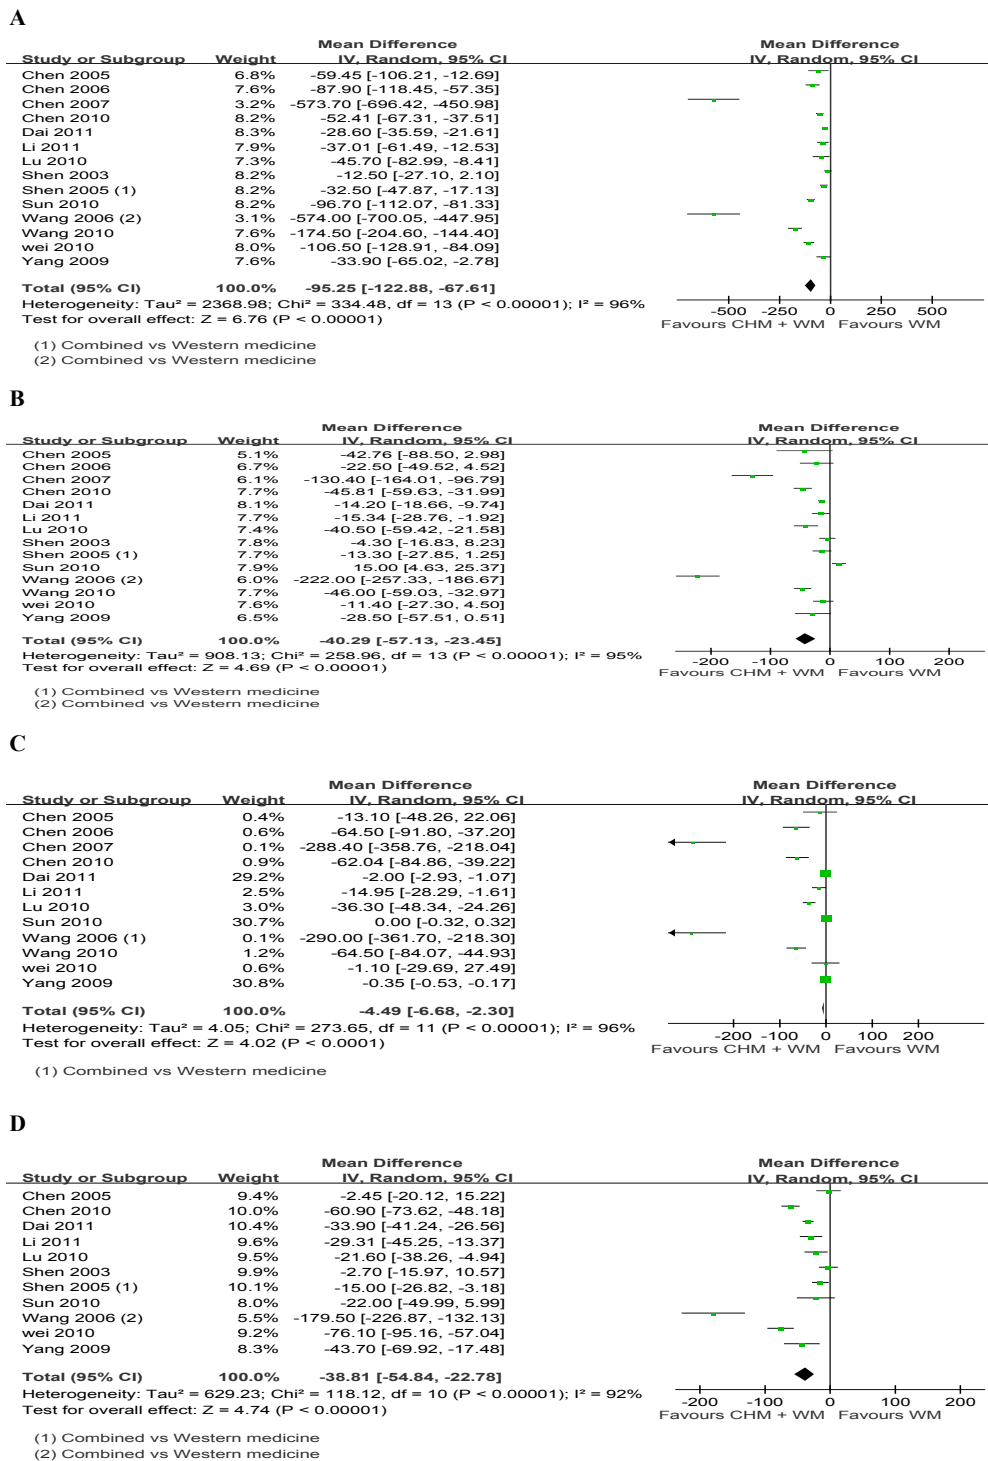 A
Mean Difference Mean Difference
Study or Subgroup Weight IV, Random, 95% CI IV, Random, 95% CI
Chen 2005 6.8% -59.45 [-106.21, -12.69]
Chen 2006 7.6% -87.90 [-118.45, -57.35]
Chen 2007 3.2% -573.70 [-696.42, -450.98]
Chen 2010 8.2% -52.41 [-67.31, -37.51]
Dai 2011 8.3% -28.60 [-35.59, -21.61]
Li 2011 7.9% -37.01 [-61.49, -12.53]
Lu 2010 7.3% -45.70 [-82.99, -8.41]
Shen 2003 8.2% -12.50 [-27.10, 2.10]
Shen 2005 (1) 8.2% -32.50 [-47.87, -17.13]
Sun 2010 8.2% -96.70 [-112.07, -81.33]
Wang 2006 (2) 3.1% -574.00 [-700.05, -447.95]
Wang 2010 7.6% -174.50 [-204.60, -144.40]
wei 2010 8.0% -106.50 [-128.91, -84.09]
Yang 2009 7.6% -33.90 [-65.02, -2.78]
Total (95% CI) 100.0% -95.25 [-122.88, -67.61]
Heterogeneity: Tau² = 2368.98; Chi² = 334.48, df = 13 (P < 0.00001); I² = 96%
Test for overall effect: Z = 6.76 (P < 0.00001)
-500 -250 0 250 500
Favours CHM + WM Favours WM
(1) Combined vs Western medicine
(2) Combined vs Western medicine
B
Mean Difference Mean Difference
Study or Subgroup Weight IV, Random, 95% CI IV, Random, 95% CI
Chen 2005 5.1% -42.76 [-88.50, 2.98]
Chen 2006 6.7% -22.50 [-49.52, 4.52]
Chen 2007 6.1% -130.40 [-164.01, -96.79]
Chen 2010 7.7% -45.81 [-59.63, -31.99]
Dai 2011 8.1% -14.20 [-18.66, -9.74]
Li 2011 7.7% -15.34 [-28.76, -1.92]
Lu 2010 7.4% -40.50 [-59.42, -21.58]
Shen 2003 7.8% -4.30 [-16.83, 8.23]
Shen 2005 (1) 7.7% -13.30 [-27.85, 1.25]
Sun 2010 7.9% 15.00 [4.63, 25.37]
Wang 2006 (2) 6.0% -222.00 [-257.33, -186.67]
Wang 2010 7.7% -46.00 [-59.03, -32.97]
wei 2010 7.6% -11.40 [-27.30, 4.50]
Yang 2009 6.5% -28.50 [-57.51, 0.51]
Total (95% CI) 100.0% -40.29 [-57.13, -23.45]
Heterogeneity: Tau² = 908.13; Chi² = 258.96, df = 13 (P < 0.00001); I² = 95%
Test for overall effect: Z = 4.69 (P < 0.00001)
-200 -100 0 100 200
Favours CHM + WM Favours WM
(1) Combined vs Western medicine
(2) Combined vs Western medicine
C
Mean Difference Mean Difference
Study or Subgroup Weight IV, Random, 95% CI IV, Random, 95% CI
Chen 2005 0.4% -13.10 [-48.26, 22.06]
Chen 2006 0.6% -64.50 [-91.80, -37.20]
Chen 2007 0.1% -288.40 [-358.76, -218.04]
Chen 2010 0.9% -62.04 [-84.86, -39.22]
Dai 2011 29.2% -2.00 [-2.93, -1.07]
Li 2011 2.5% -14.95 [-28.29, -1.61]
Lu 2010 3.0% -36.30 [-48.34, -24.26]
Sun 2010 30.7% 0.00 [-0.32, 0.32]
Wang 2006 (1) 0.1% -290.00 [-361.70, -218.30]
Wang 2010 1.2% -64.50 [-84.07, -44.93]
wei 2010 0.6% -1.10 [-29.69, 27.49]
Yang 2009 30.8% -0.35 [-0.53, -0.17]
Total (95% CI) 100.0% -4.49 [-6.68, -2.30]
Heterogeneity: Tau² = 4.05; Chi² = 273.65, df = 11 (P < 0.00001); I² = 96%
Test for overall effect: Z = 4.02 (P < 0.0001)
-200 -100 0 100 200
Favours CHM + WM Favours WM
(1) Combined vs Western medicine
D
Mean Difference Mean Difference
Study or Subgroup Weight IV, Random, 95% CI IV, Random, 95% CI
Chen 2005 9.4% -2.45 [-20.12, 15.22]
Chen 2010 10.0% -60.90 [-73.62, -48.18]
Dai 2011 10.4% -33.90 [-41.24, -26.56]
Li 2011 9.6% -29.31 [-45.25, -13.37]
Lu 2010 9.5% -21.60 [-38.26, -4.94]
Shen 2003 9.9% -2.70 [-15.97, 10.57]
Shen 2005 (1) 10.1% -15.00 [-26.82, -3.18]
Sun 2010 8.0% -22.00 [-49.99, 5.99]
Wang 2006 (2) 5.5% -179.50 [-226.87, -132.13]
wei 2010 9.2% -76.10 [-95.16, -57.04]
Yang 2009 8.3% -43.70 [-69.92, -17.48]
Total (95% CI) 100.0% -38.81 [-54.84, -22.78]
Heterogeneity: Tau² = 629.23; Chi² = 118.12, df = 10 (P < 0.00001); I² = 92%
Test for overall effect: Z = 4.74 (P < 0.00001)
-200 -100 0 100 200
Favours CHM + WM Favours WM
(1) Combined vs Western medicine
(2) Combined vs Western medicine